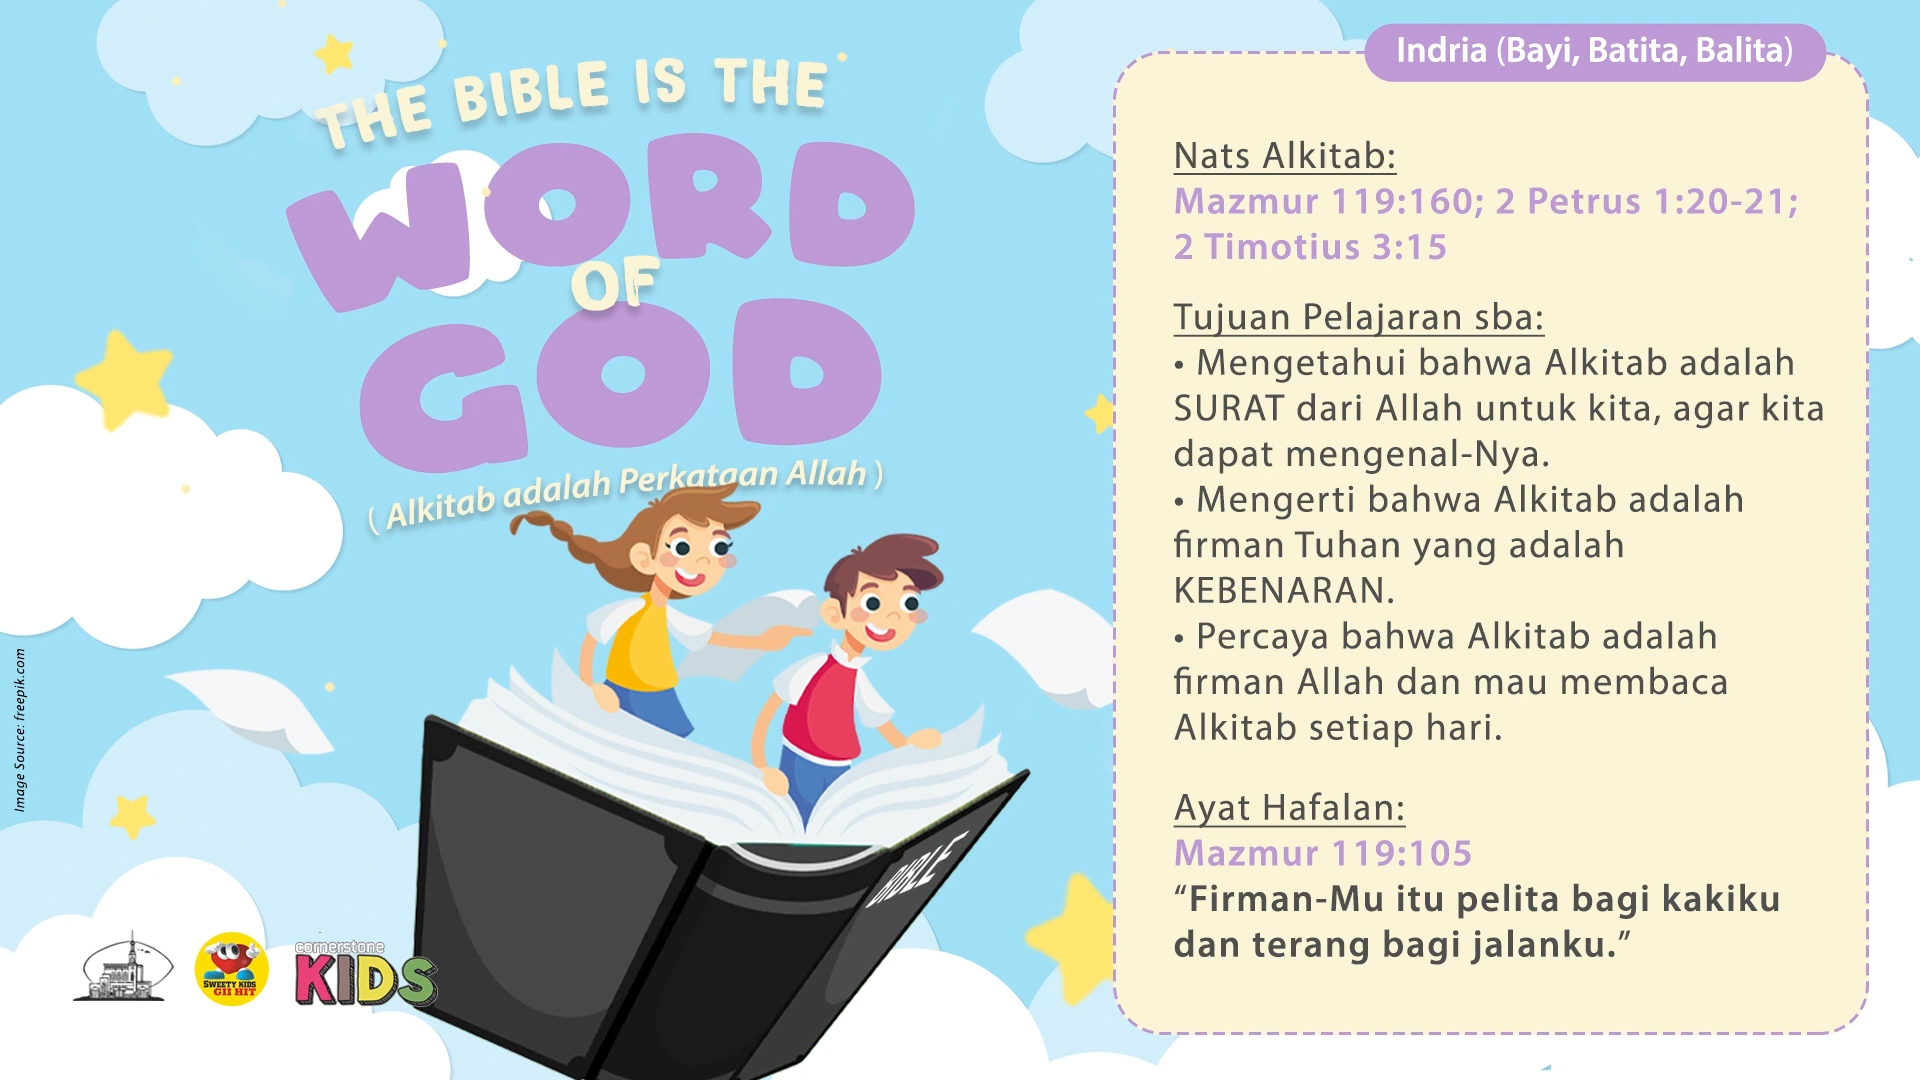 THE BIBLE IS THE
WORD
OF
GOD
( Alkitab adalah Perkataan Allah )
Indria (Bayi, Batita, Balita)
Nats Alkitab:
Mazmur 119:160; 2 Petrus 1:20-21;
2 Timotius 3:15
Tujuan Pelajaran sba:
• Mengetahui bahwa Alkitab adalah
SURAT dari Allah untuk kita, agar kita
dapat mengenal-Nya.
• Mengerti bahwa Alkitab adalah
firman Tuhan yang adalah
KEBENARAN.
• Percaya bahwa Alkitab adalah
firman Allah dan mau membaca
Alkitab setiap hari.
Ayat Hafalan:
Mazmur 119:105
“Firman-Mu itu pelita bagi kakiku
dan terang bagi jalanku.”
BIBLE
Image Source: freepik.com
SWEETY KIDS
GII HIT
cornerstone
KIDS